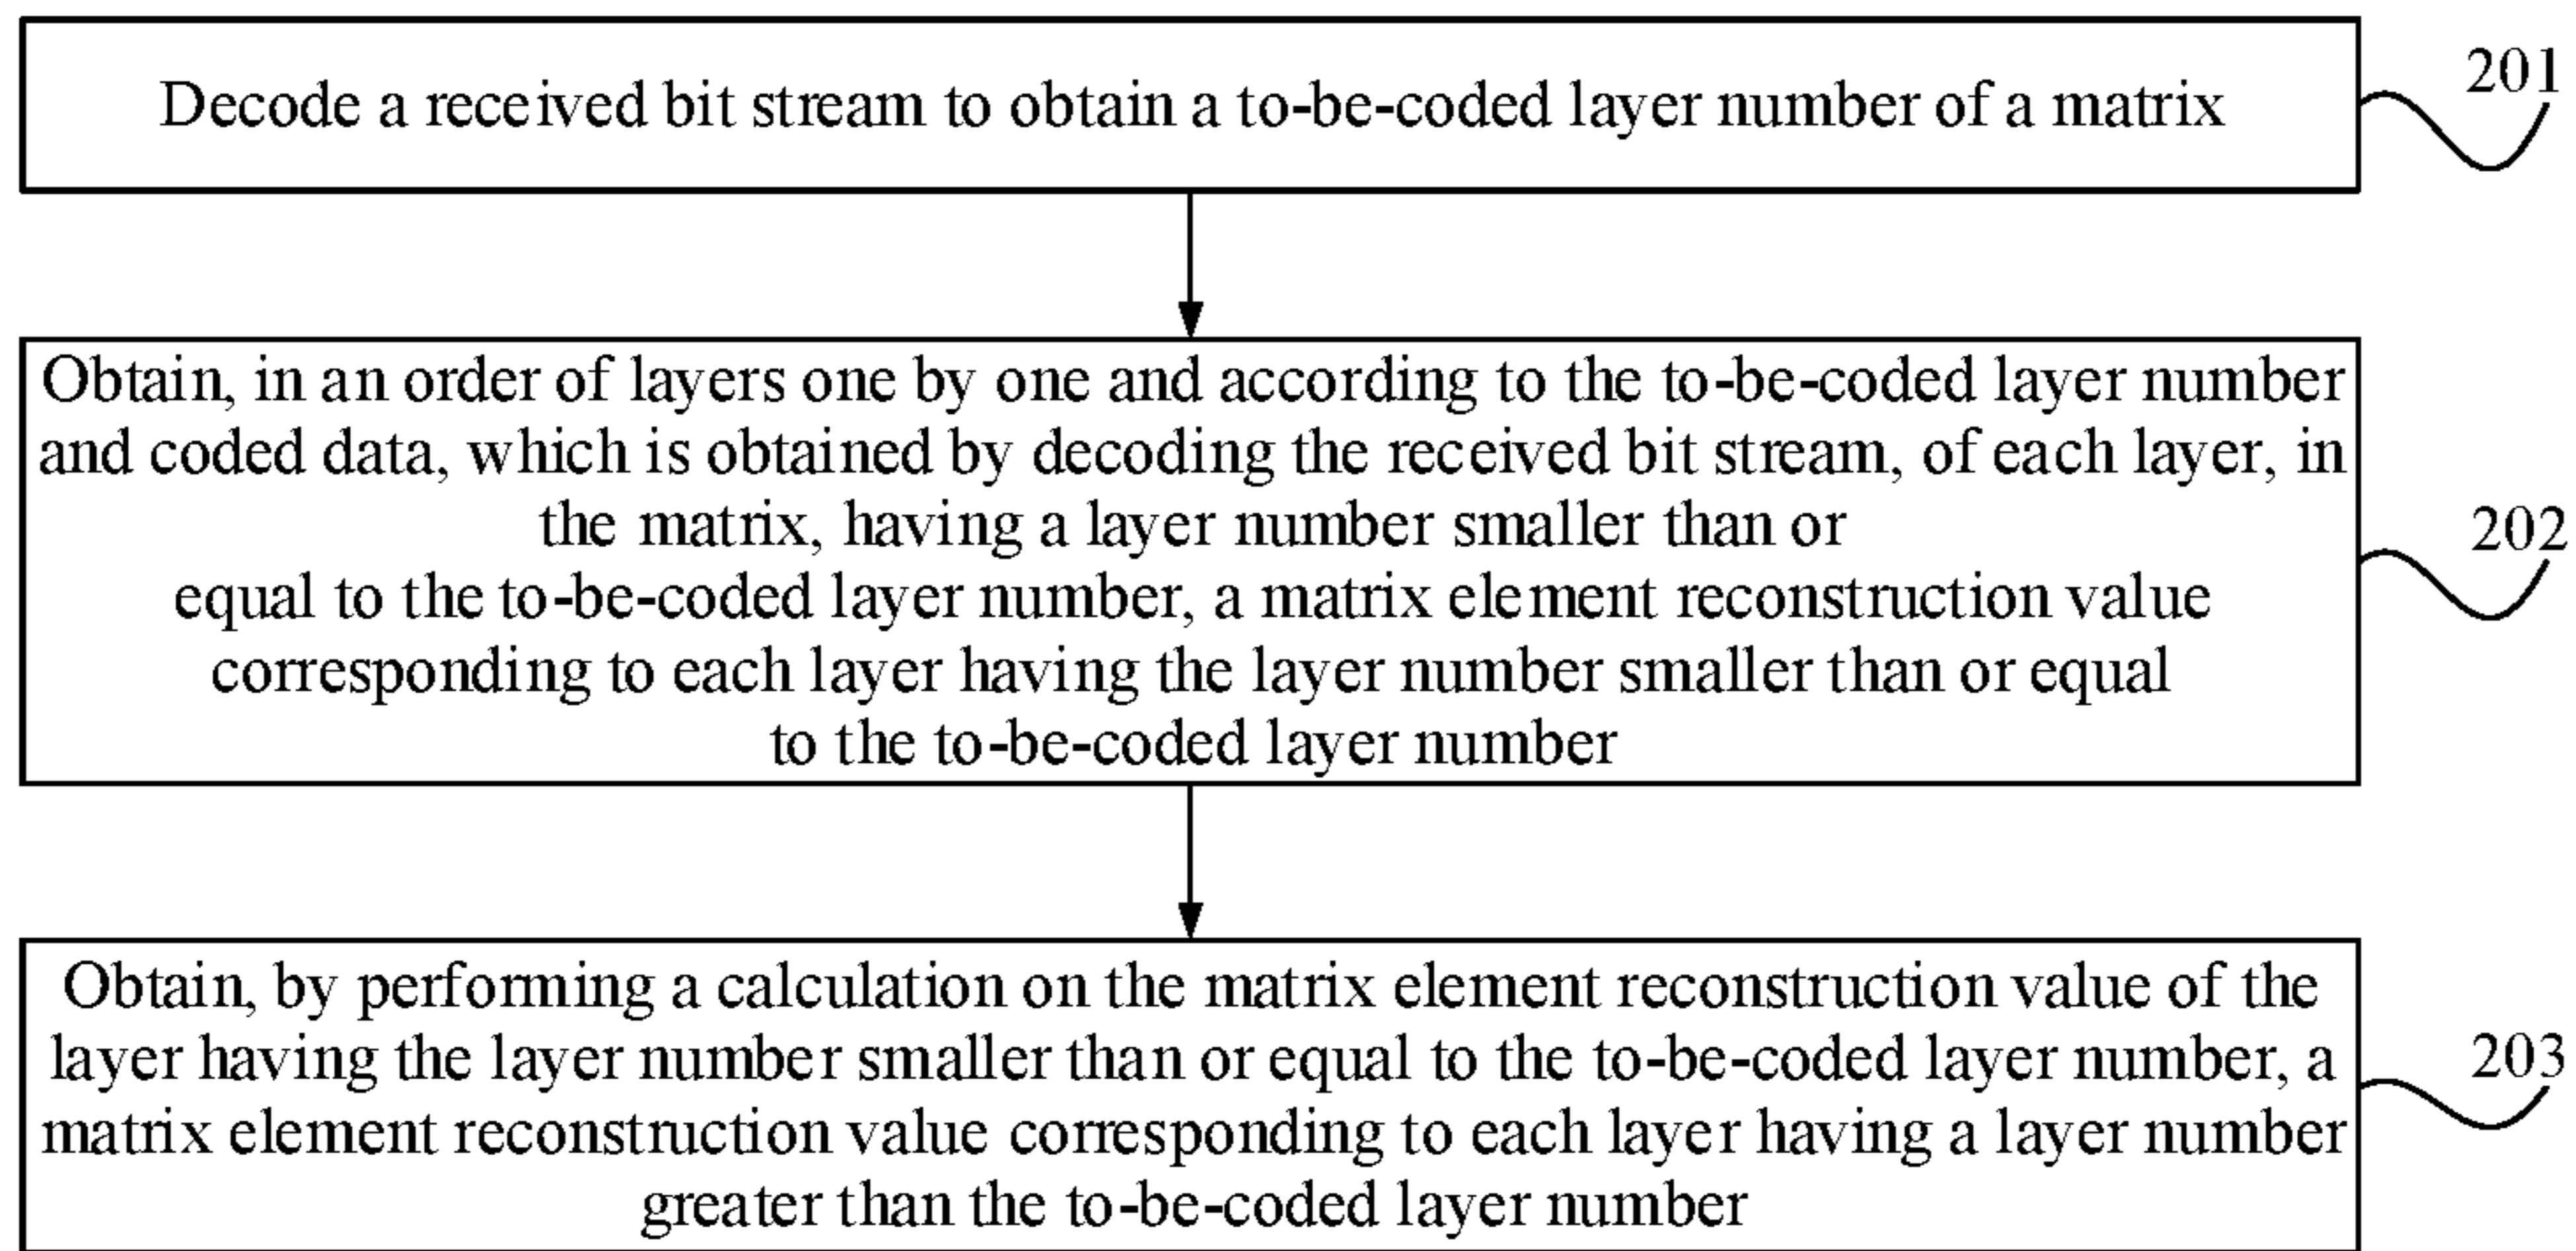 Decode a received bit stream to obtain a to-be-coded layer number of a matrix
201
Obtain, in an order of layers one by one and according to the to-be-coded layer number
and coded data, which is obtained by decoding the received bit stream, of each layer, in
the matrix, having a layer number smaller than or
equal to the to-be-coded layer number, a matrix element reconstruction value
corresponding to each layer having the layer number smaller than or equal
to the to-be-coded layer number
202
Obtain, by performing a calculation on the matrix element reconstruction value of the
layer having the layer number smaller than or equal to the to-be-coded layer number, a
matrix element reconstruction value corresponding to each layer having a layer number
greater than the to-be-coded layer number
203